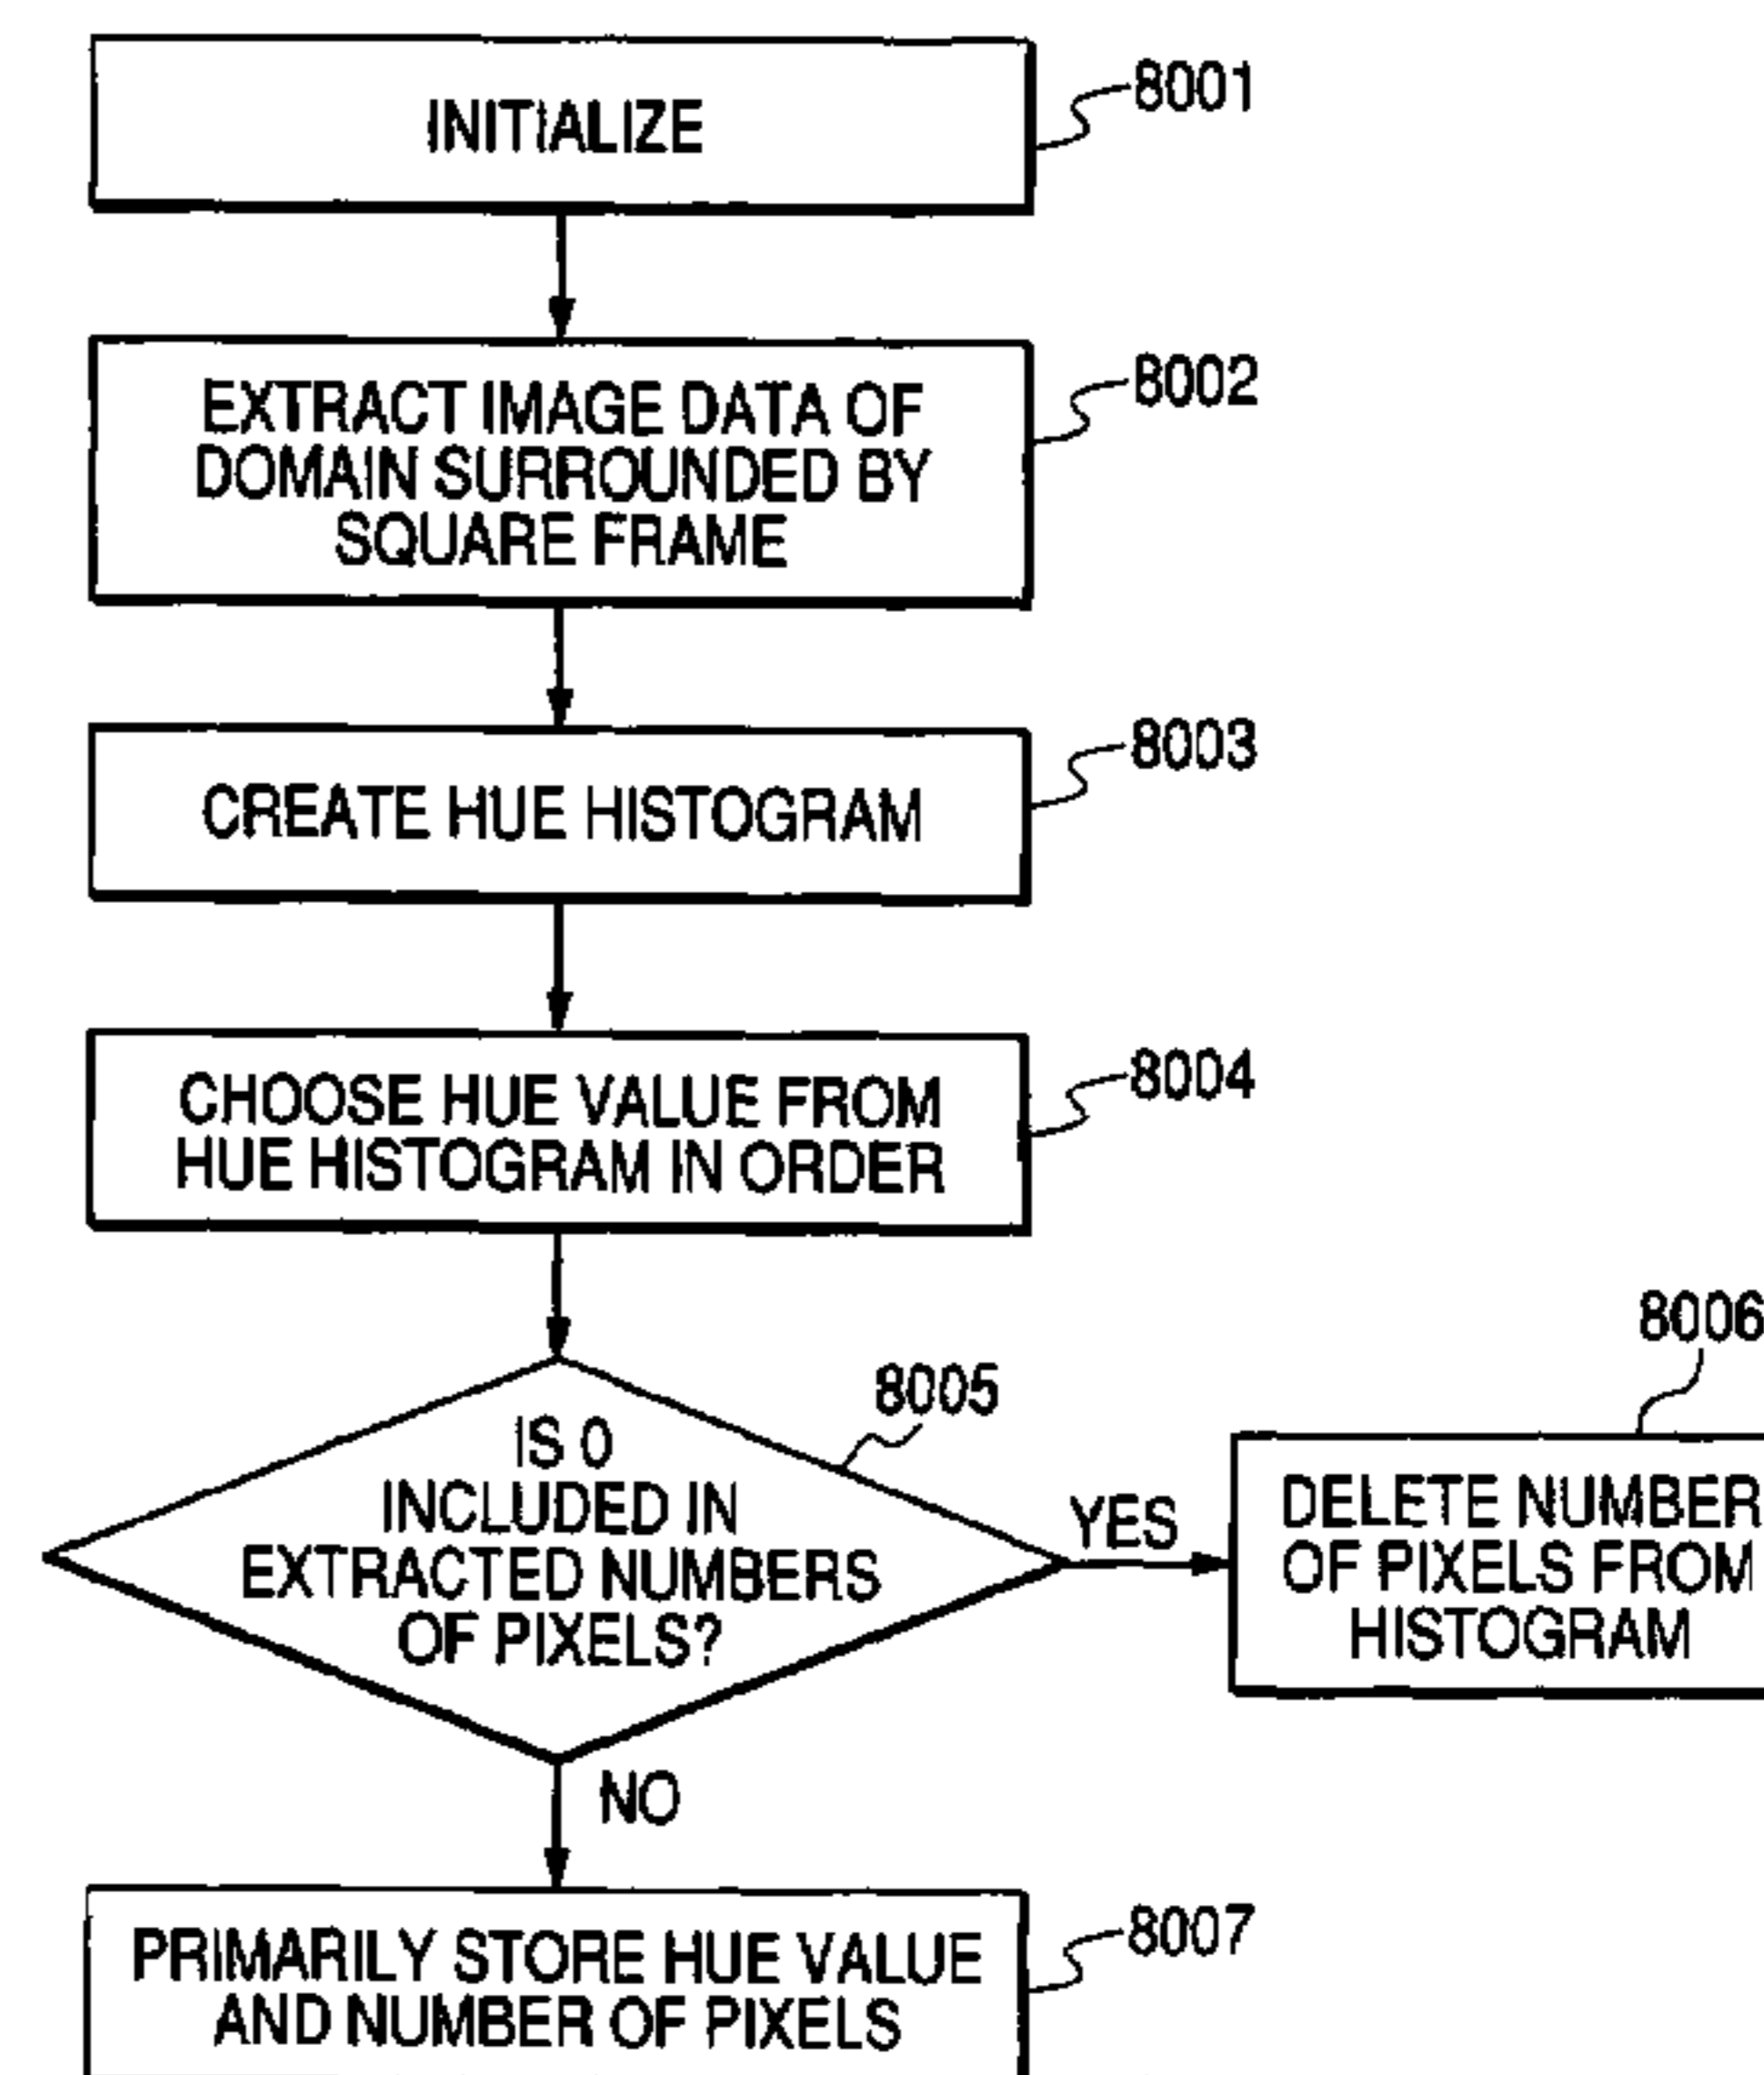 INITIALIZE
8001
EXTRACT IMAGE DATA OF
DOMAIN SURROUNDED BY
SQUARE FRAME
8002
CREATE HUE HISTOGRAM
8003
CHOOSE HUE VALUE FROM
HUE HISTOGRAM IN ORDER
8004
IS 0
INCLUDED IN
EXTRACTED NUMBERS
OF PIXELS?
8005
YES
8006
DELETE NUMBER
OF PIXELS FROM
HISTOGRAM
NO
PRIMARILY STORE HUE VALUE
AND NUMBER OF PIXELS
8007